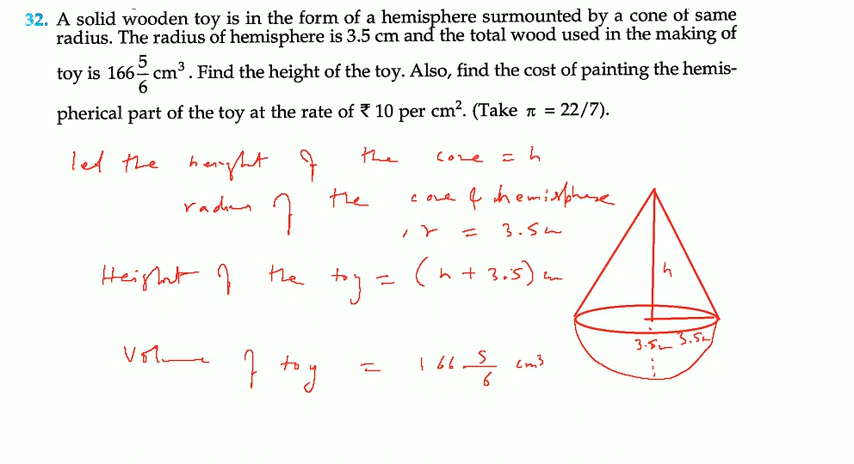 32. A solid wooden toy is in the form of a hemisphere surmounted by a cone of same
radius. The radius of hemisphere is 3.5 cm and the total wood used in the making of
toy is 166 5/6 cm³. Find the height of the toy. Also, find the cost of painting the hemis-
pherical part of the toy at the rate of ₹ 10 per cm². (Take π = 22/7).
let the height of the cone = h
radius of the cone & hemisphere
, r = 3.5 cm
Height of the toy = (h + 3.5) cm
h
3.5 cm 3.5 cm
Volume of toy = 166 5/6 cm³